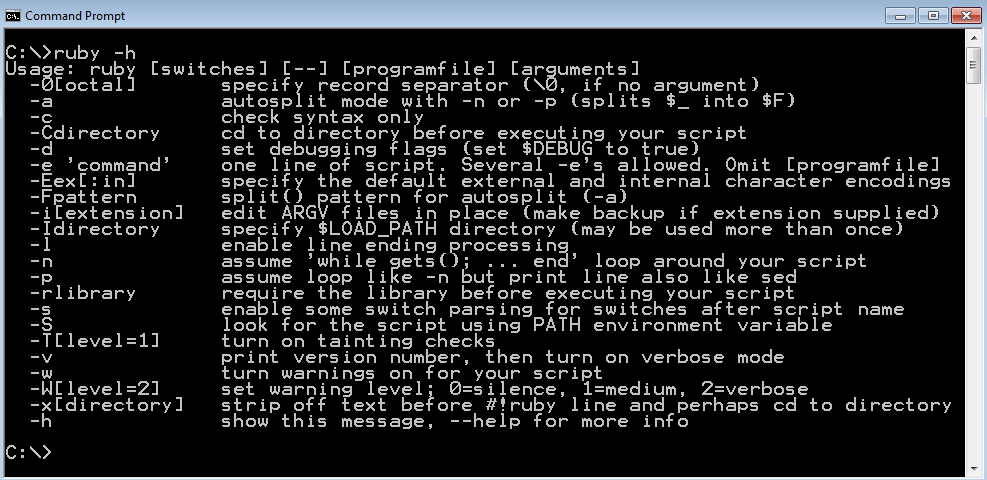 Command Prompt
C:\>ruby -h
Usage: ruby [switches] [--] [programfile] [arguments]
  -0[octal]       specify record separator (\0, if no argument)
  -a              autosplit mode with -n or -p (splits $_ into $F)
  -c              check syntax only
  -Cdirectory     cd to directory before executing your script
  -d              set debugging flags (set $DEBUG to true)
  -e 'command'    one line of script. Several -e's allowed. Omit [programfile]
  -Eex[:in]       specify the default external and internal character encodings
  -Fpattern       split() pattern for autosplit (-a)
  -i[extension]   edit ARGV files in place (make backup if extension supplied)
  -Idirectory     specify $LOAD_PATH directory (may be used more than once)
  -l              enable line ending processing
  -n              assume 'while gets(); ... end' loop around your script
  -p              assume loop like -n but print line also like sed
  -rlibrary       require the library before executing your script
  -s              enable some switch parsing for switches after script name
  -S              look for the script using PATH environment variable
  -T[level=1]     turn on tainting checks
  -v              print version number, then turn on verbose mode
  -w              turn warnings on for your script
  -W[level=2]     set warning level; 0=silence, 1=medium, 2=verbose
  -x[directory]   strip off text before #!ruby line and perhaps cd to directory
  -h              show this message, --help for more info
C:\>